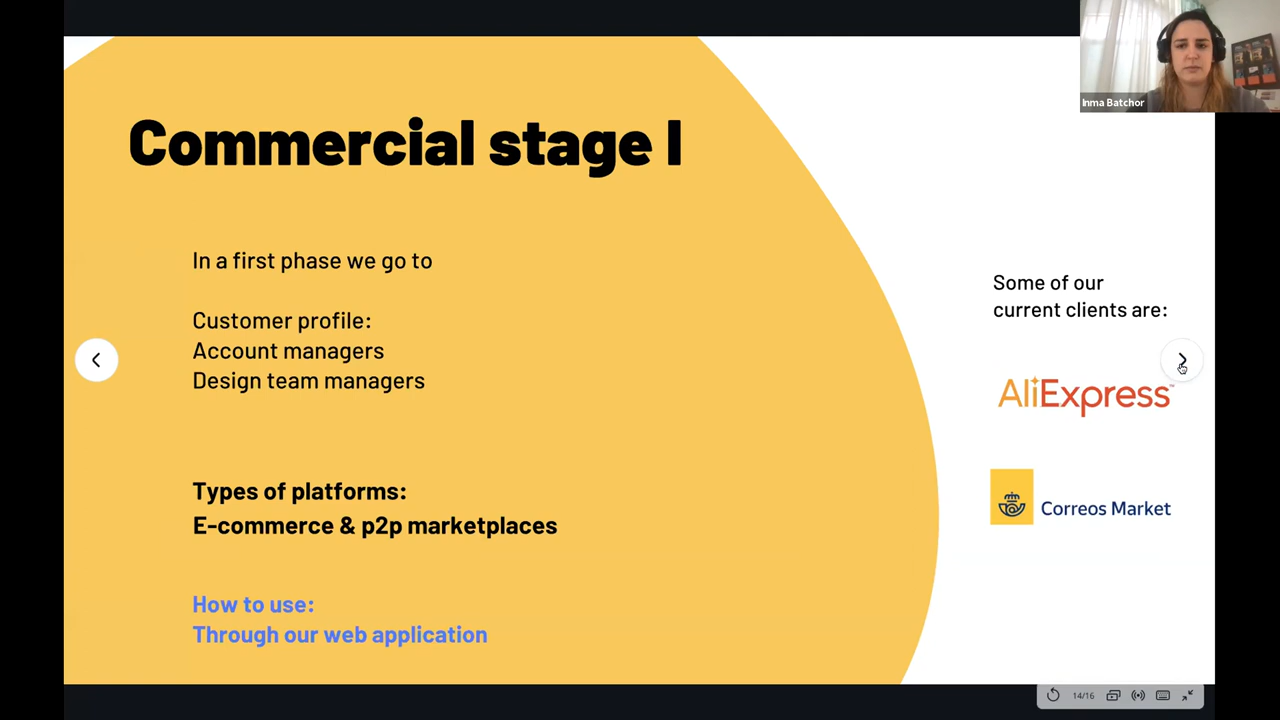 Inma Batchor
Commercial stage I
In a first phase we go to
Customer profile:
Account managers
Design team managers
Types of platforms:
E-commerce & p2p marketplaces
How to use:
Through our web application
Some of our
current clients are:
AliExpress™
Correos Market
14/16